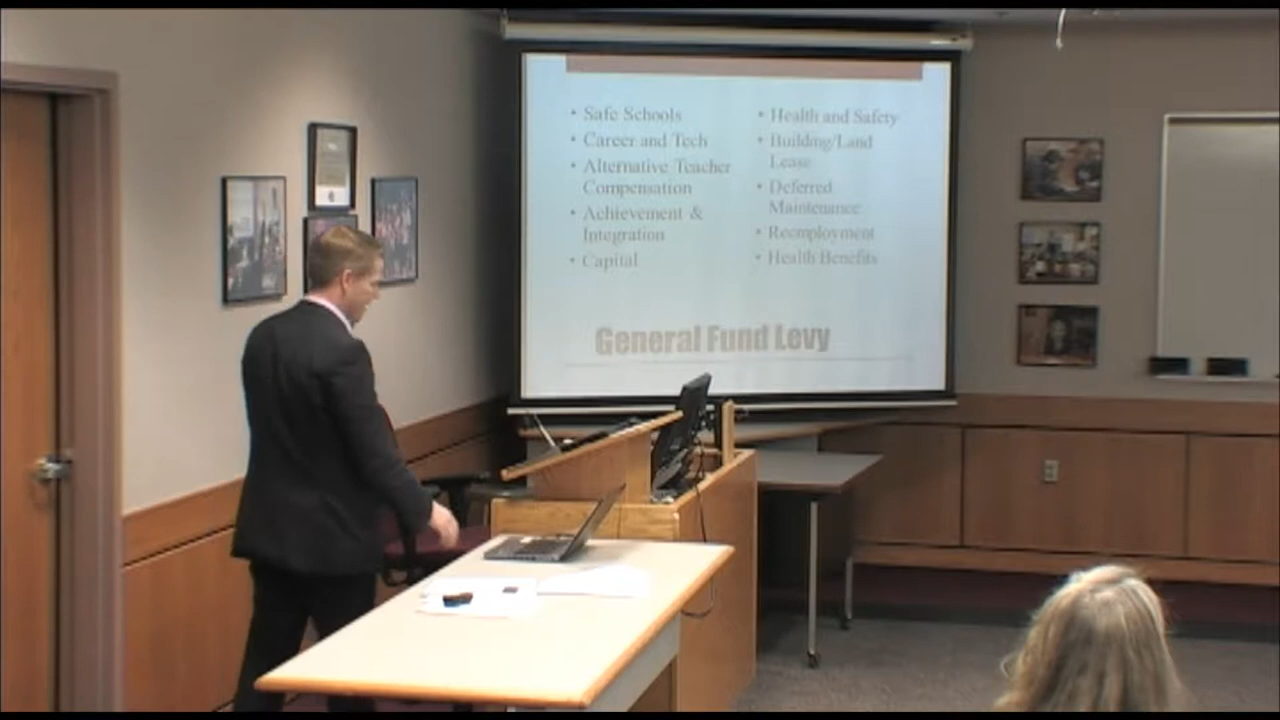 • Safe Schools
• Career and Tech
• Alternative Teacher
Compensation
• Achievement &
Integration
• Capital
• Health and Safety
• Building/Land
Lease
• Deferred
Maintenance
• Reemployment
• Health Benefits
General Fund Levy